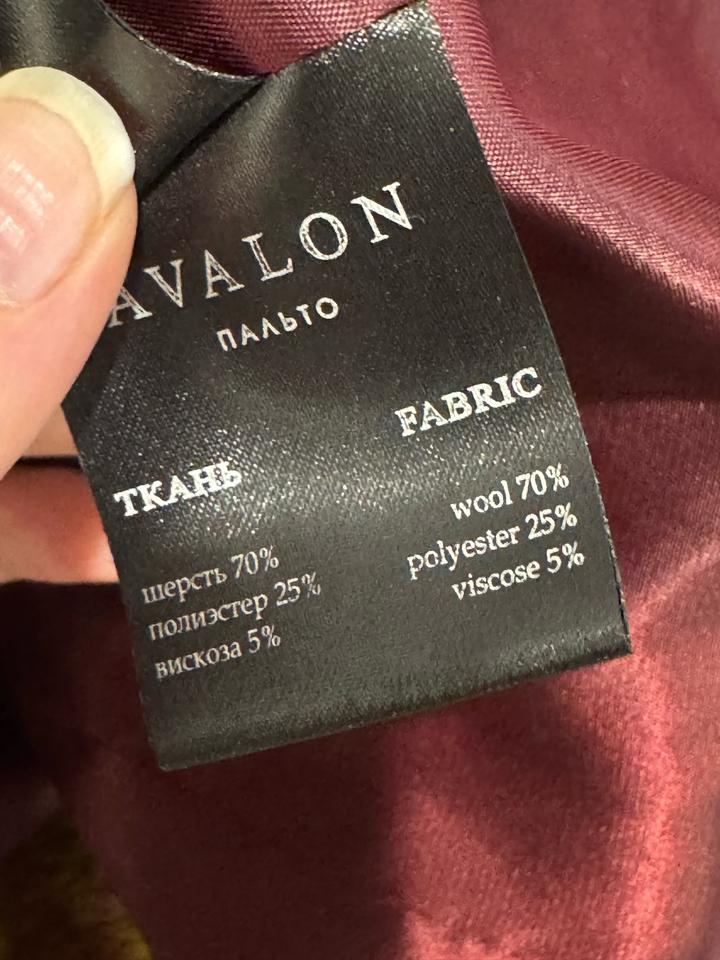 AVALON
ПАЛЬТО
ТКАНЬ
шерсть 70%
полиэстер 25%
вискоза 5%
FABRIC
wool 70%
polyester 25%
viscose 5%